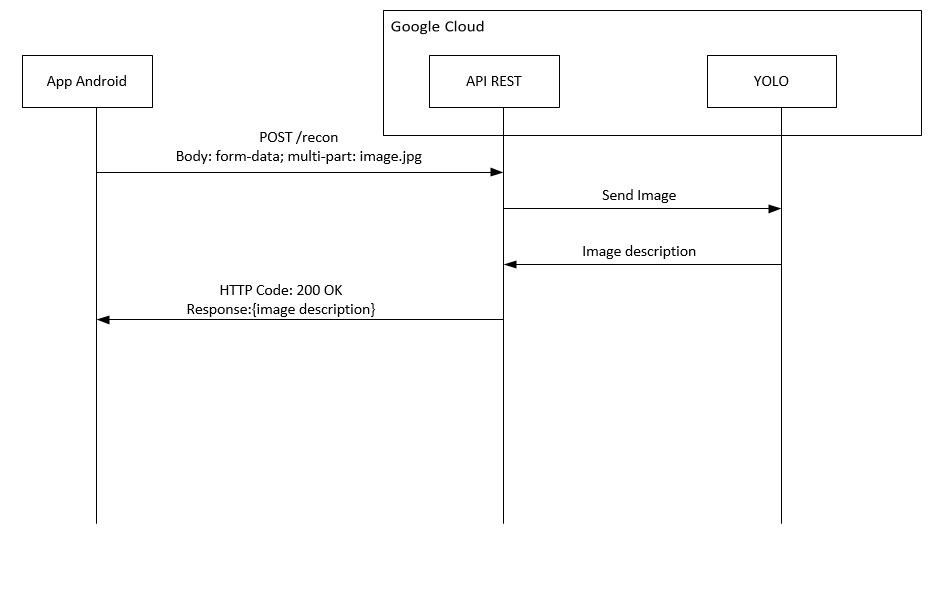 Google Cloud
App Android
API REST
YOLO
POST /recon
Body: form-data; multi-part: image.jpg
Send Image
Image description
HTTP Code: 200 OK
Response:{image description}